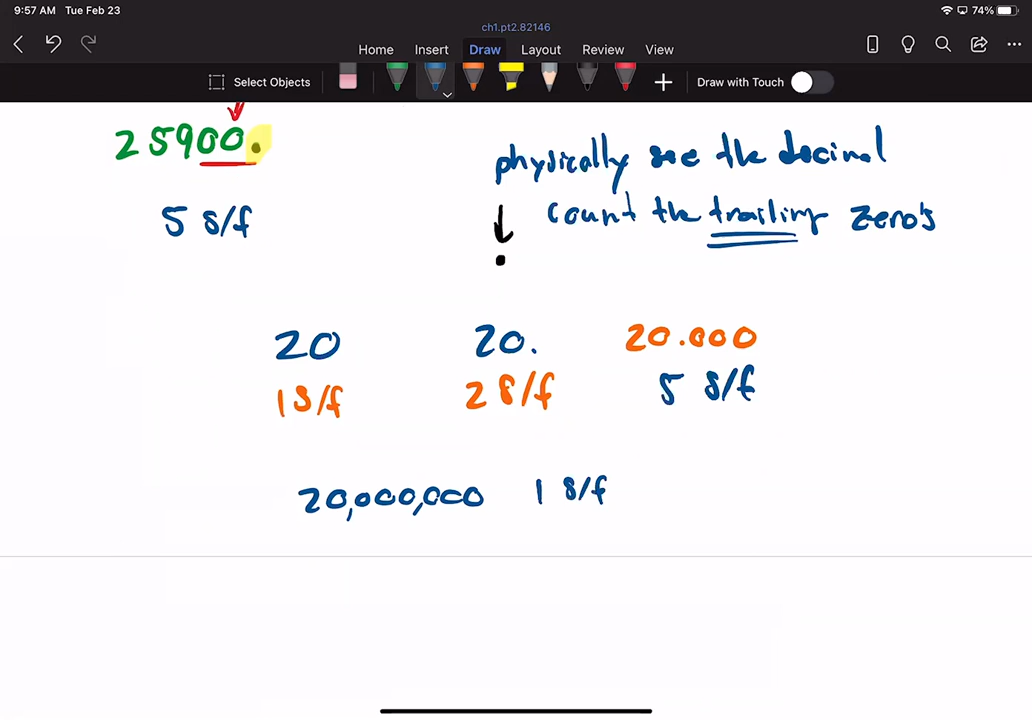 9:57 AM Tue Feb 23
74%
ch1.pt2.82146
Home Insert Draw Layout Review View
Select Objects
Draw with Touch
25900.
5 s/f
physically see the decimal
count the trailing zero's
20 20. 20.000
1 s/f 2 s/f 5 s/f
20,000,000 1 s/f